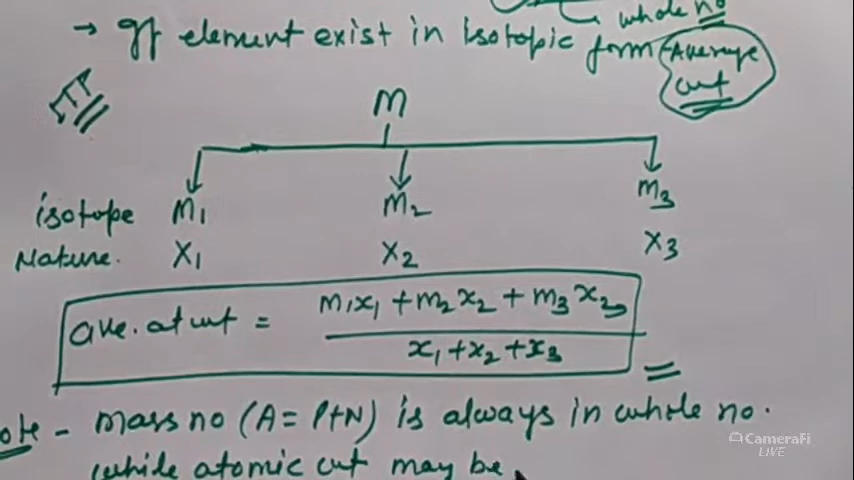 whole no
→ If element exist in isotopic form - Average
wt
M
isotope M1 M2 M3
Nature. X1 X2 X3
ave. at wt = m1x1 + m2x2 + m3x3
x1 + x2 + x3
Note - mass no (A = P+N) is always in whole no.
while atomic wt may be
CameraFi
LIVE